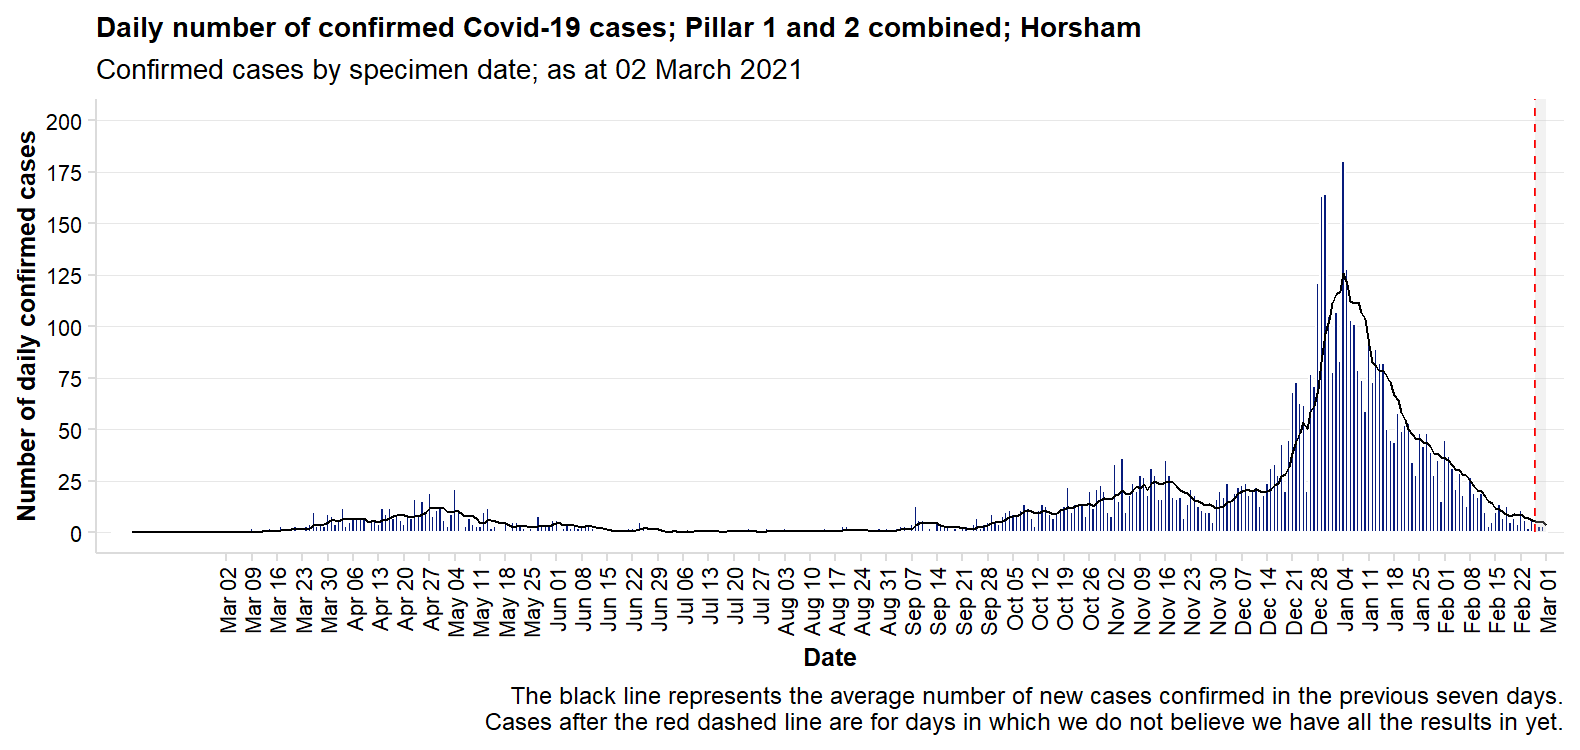 Daily number of confirmed Covid-19 cases; Pillar 1 and 2 combined; Horsham
Confirmed cases by specimen date; as at 02 March 2021
Number of daily confirmed cases
200
175
150
125
100
75
50
25
0
Mar 02
Mar 09
Mar 16
Mar 23
Mar 30
Apr 06
Apr 13
Apr 20
Apr 27
May 04
May 11
May 18
May 25
Jun 01
Jun 08
Jun 15
Jun 22
Jun 29
Jul 06
Jul 13
Jul 20
Jul 27
Aug 03
Aug 10
Aug 17
Aug 24
Aug 31
Sep 07
Sep 14
Sep 21
Sep 28
Oct 05
Oct 12
Oct 19
Oct 26
Nov 02
Nov 09
Nov 16
Nov 23
Nov 30
Dec 07
Dec 14
Dec 21
Dec 28
Jan 04
Jan 11
Jan 18
Jan 25
Feb 01
Feb 08
Feb 15
Feb 22
Mar 01
Date
The black line represents the average number of new cases confirmed in the previous seven days.
Cases after the red dashed line are for days in which we do not believe we have all the results in yet.